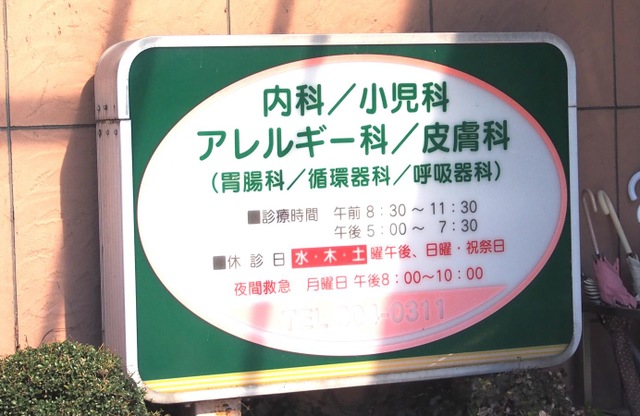 内科／小児科
アレルギー科／皮膚科
（胃腸科／循環器科／呼吸器科）
■診療時間 午前8：30～11：30
午後5：00～ 7：30
■休診日 水・木・土曜午後、日曜・祝祭日
夜間救急 月曜日 午後8：00～10：00
TEL 0311